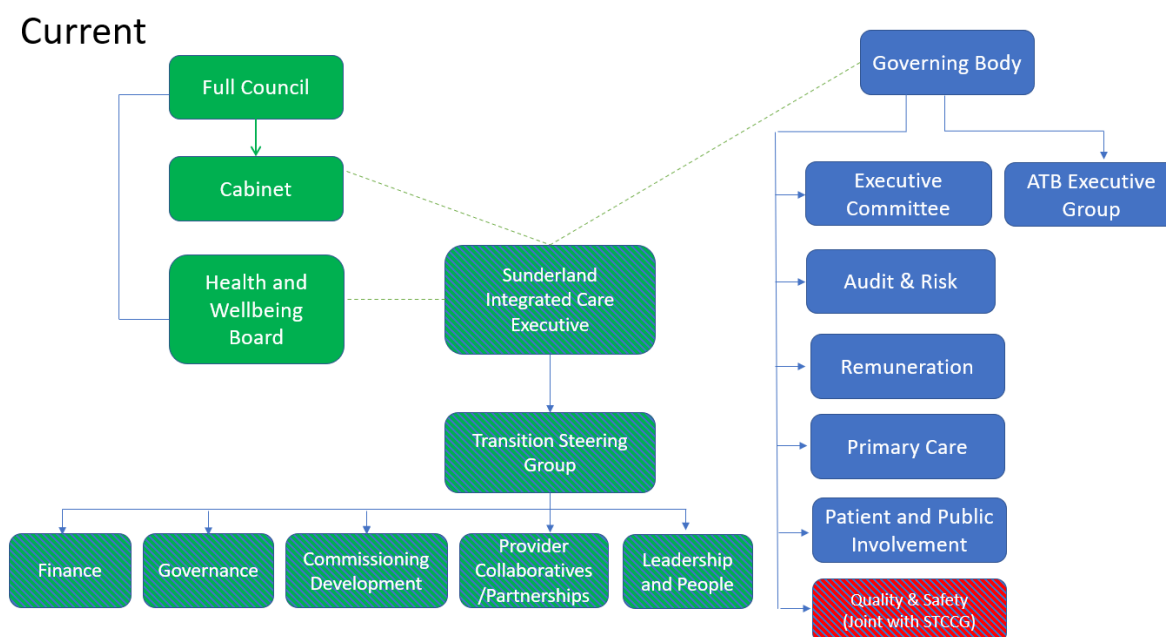 Current
Full Council
Cabinet
Health and
Wellbeing
Board
Sunderland
Integrated Care
Executive
Transition Steering
Group
Finance
Governance
Commissioning
Development
Provider
Collaboratives
/Partnerships
Leadership
and People
Governing Body
Executive
Committee
ATB Executive
Group
Audit & Risk
Remuneration
Primary Care
Patient and Public
Involvement
Quality & Safety
(Joint with STCCG)